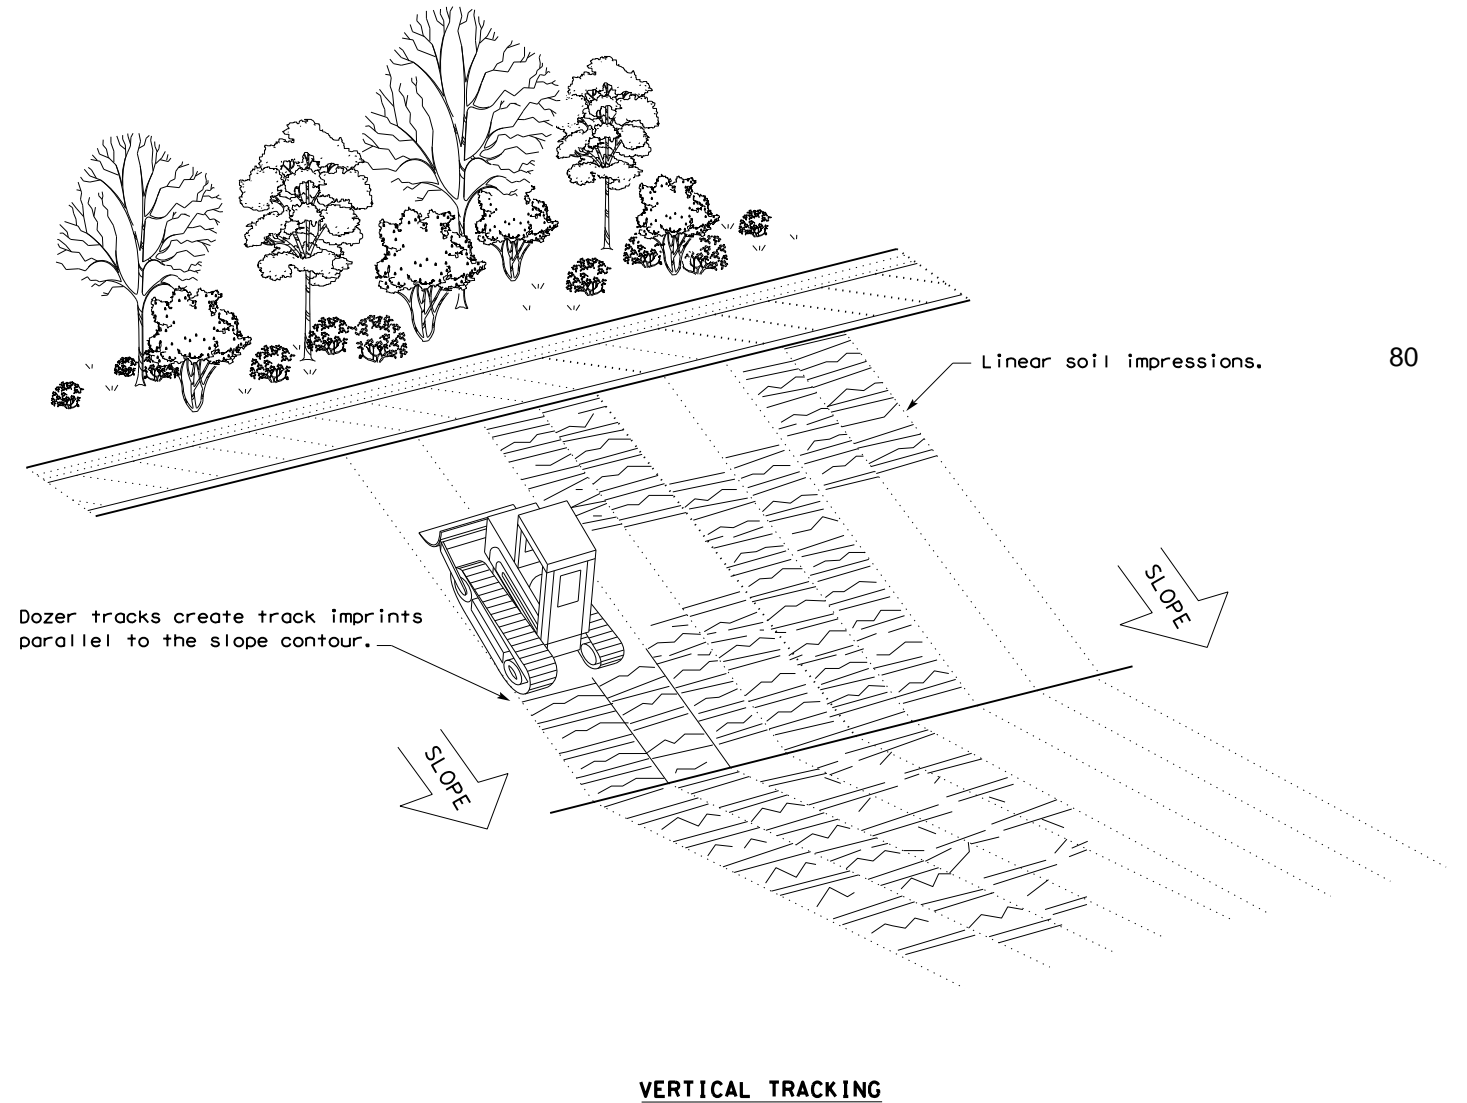 Linear soil impressions.
80
SLOPE
Dozer tracks create track imprints
parallel to the slope contour.
SLOPE
VERTICAL TRACKING